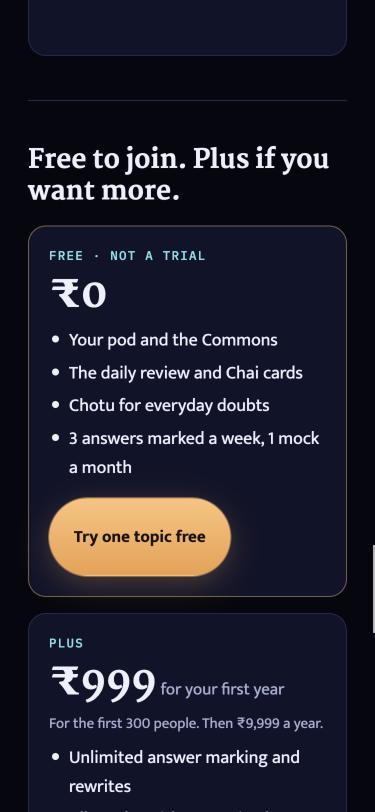 Free to join. Plus if you
want more.
FREE · NOT A TRIAL
₹0
• Your pod and the Commons
• The daily review and Chai cards
• Chotu for everyday doubts
• 3 answers marked a week, 1 mock
a month
Try one topic free
PLUS
₹999 for your first year
For the first 300 people. Then ₹9,999 a year.
• Unlimited answer marking and
rewrites